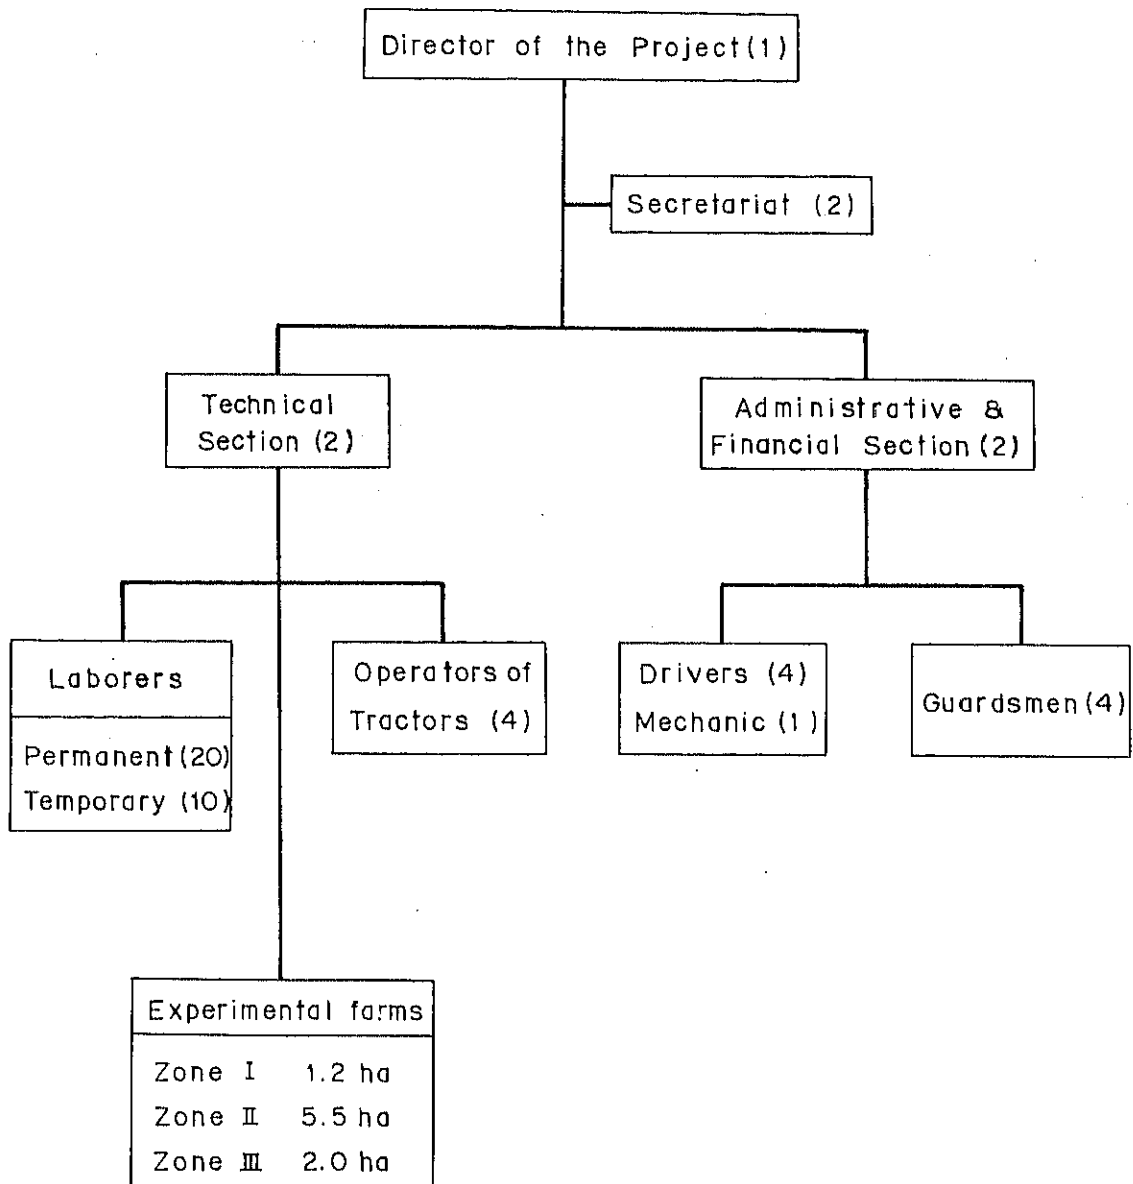 Director of the Project (1)
Secretariat (2)
Technical
Section (2)
Administrative &
Financial Section (2)
Laborers
Permanent (20)
Temporary (10)
Operators of
Tractors (4)
Drivers (4)
Mechanic (1)
Guardsmen (4)
Experimental farms
Zone I 1.2 ha
Zone II 5.5 ha
Zone III 2.0 ha